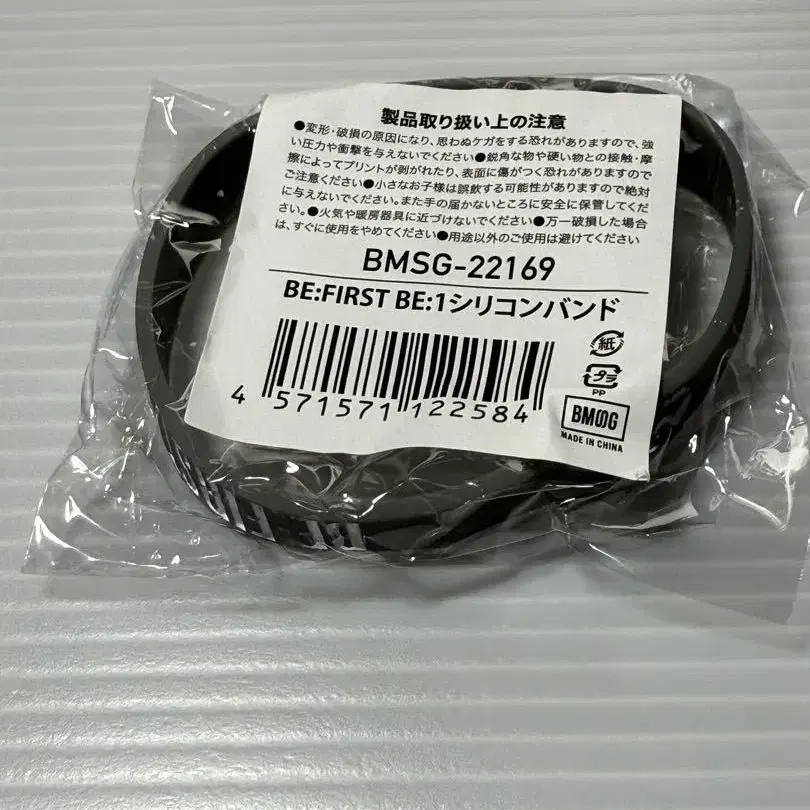 製品取り扱い上の注意
●変形・破損の原因になり、思わぬケガをする恐れがありますので、強
い圧力や衝撃を与えないでください●鋭角な物や硬い物との接触・摩
擦によってプリントが剥がれたり、表面に傷がつく恐れがありますので
ご注意ください●小さなお子様は誤飲する可能性がありますので絶対
に与えないでください。また手の届かないところに安全に保管してくだ
さい。●火気や暖房器具に近づけないでください●万一破損した場合
は、すぐに使用をやめてください●用途以外のご使用は避けてください
BMSG-22169
BE:FIRST BE:1シリコンバンド
紙
プラ
PP
4 571571 122584
BMSG
MADE IN CHINA